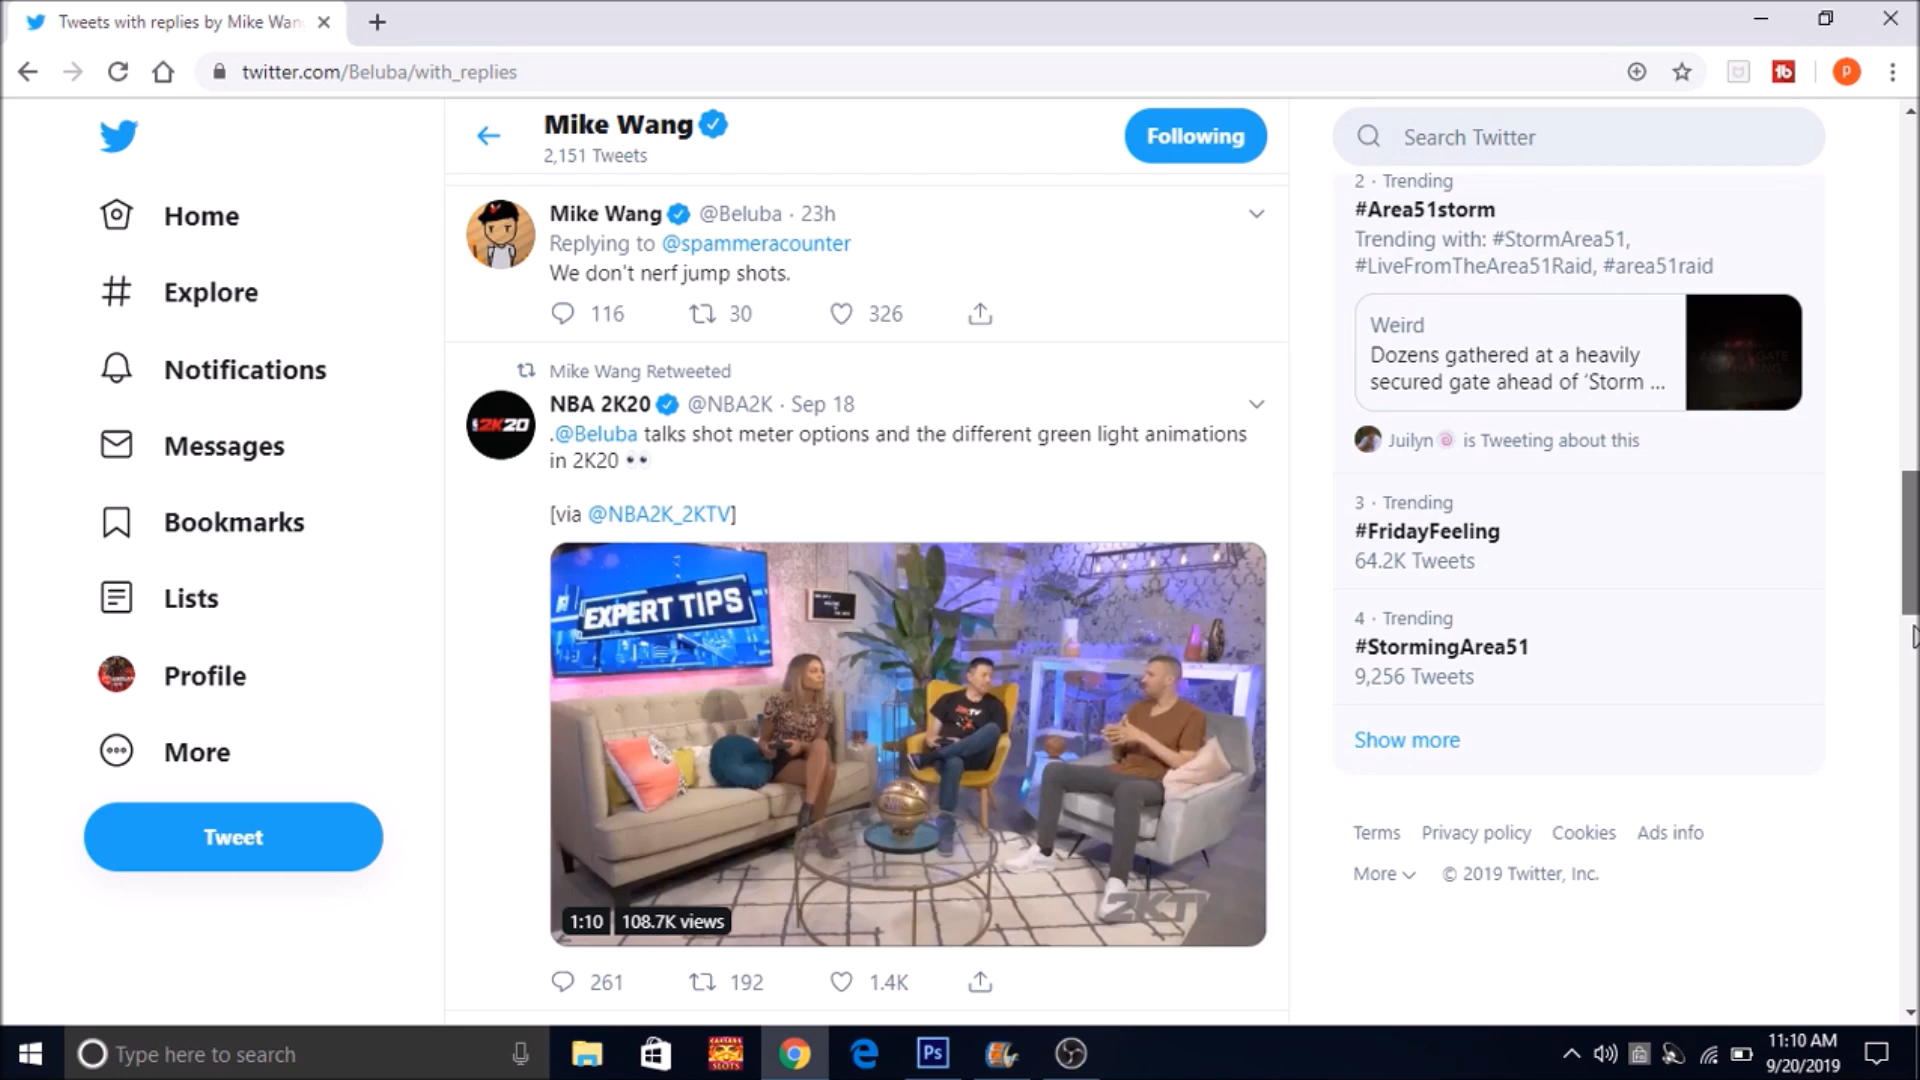 Tweets with replies by Mike Wan
twitter.com/Beluba/with_replies
P
Home
Explore
Notifications
Messages
Bookmarks
Lists
Profile
More
Tweet
Mike Wang
2,151 Tweets
Following
Mike Wang @Beluba · 23h
Replying to @spammeracounter
We don't nerf jump shots.
116 30 326
Mike Wang Retweeted
NBA 2K20 @NBA2K · Sep 18
.@Beluba talks shot meter options and the different green light animations
in 2K20 👀
[via @NBA2K_2KTV]
2K20
EXPERT TIPS
2KTV
1:10 108.7K views
261 192 1.4K
Search Twitter
2 · Trending
#Area51storm
Trending with: #StormArea51,
#LiveFromTheArea51Raid, #area51raid
Weird
Dozens gathered at a heavily
secured gate ahead of ‘Storm ...
Juilyn🍥 is Tweeting about this
3 · Trending
#FridayFeeling
64.2K Tweets
4 · Trending
#StormingArea51
9,256 Tweets
Show more
Terms Privacy policy Cookies Ads info
More © 2019 Twitter, Inc.
Type here to search
CAESARS
SLOTS
Ps
11:10 AM
9/20/2019